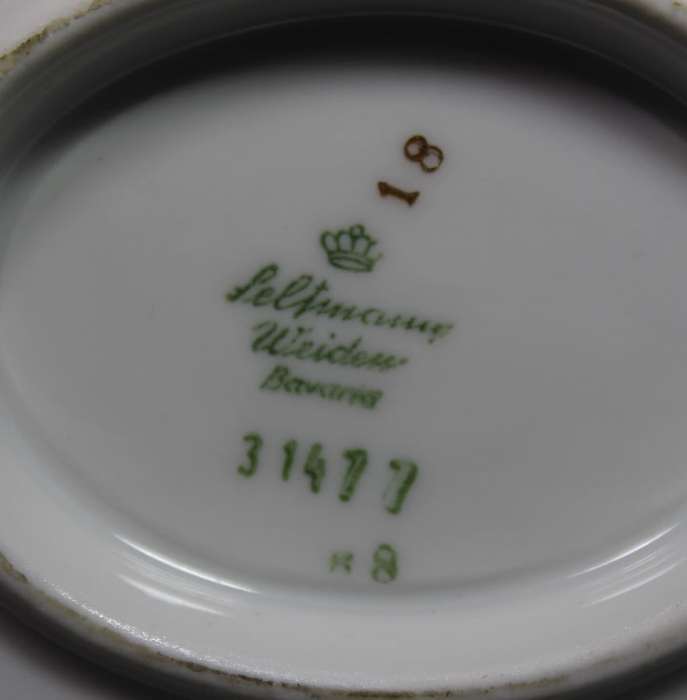 18
Seltmann
Weiden
Bavaria
31477
K 8